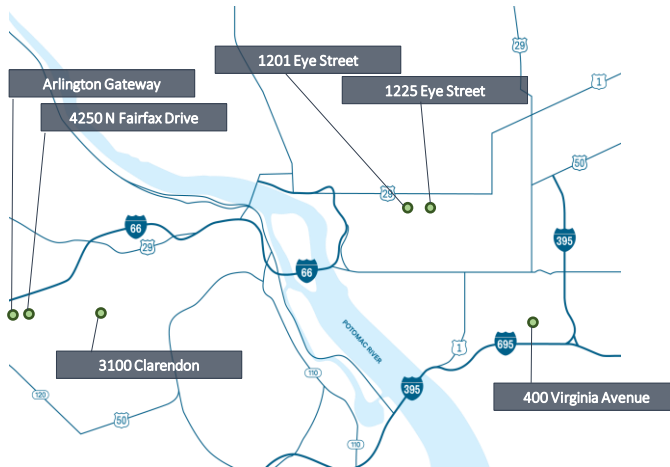 29
1201 Eye Street
1
Arlington Gateway
1225 Eye Street
4250 N Fairfax Drive
50
29
66
29
395
66
POTOMAC RIVER
695
1
3100 Clarendon
110
395
120
50
400 Virginia Avenue
110